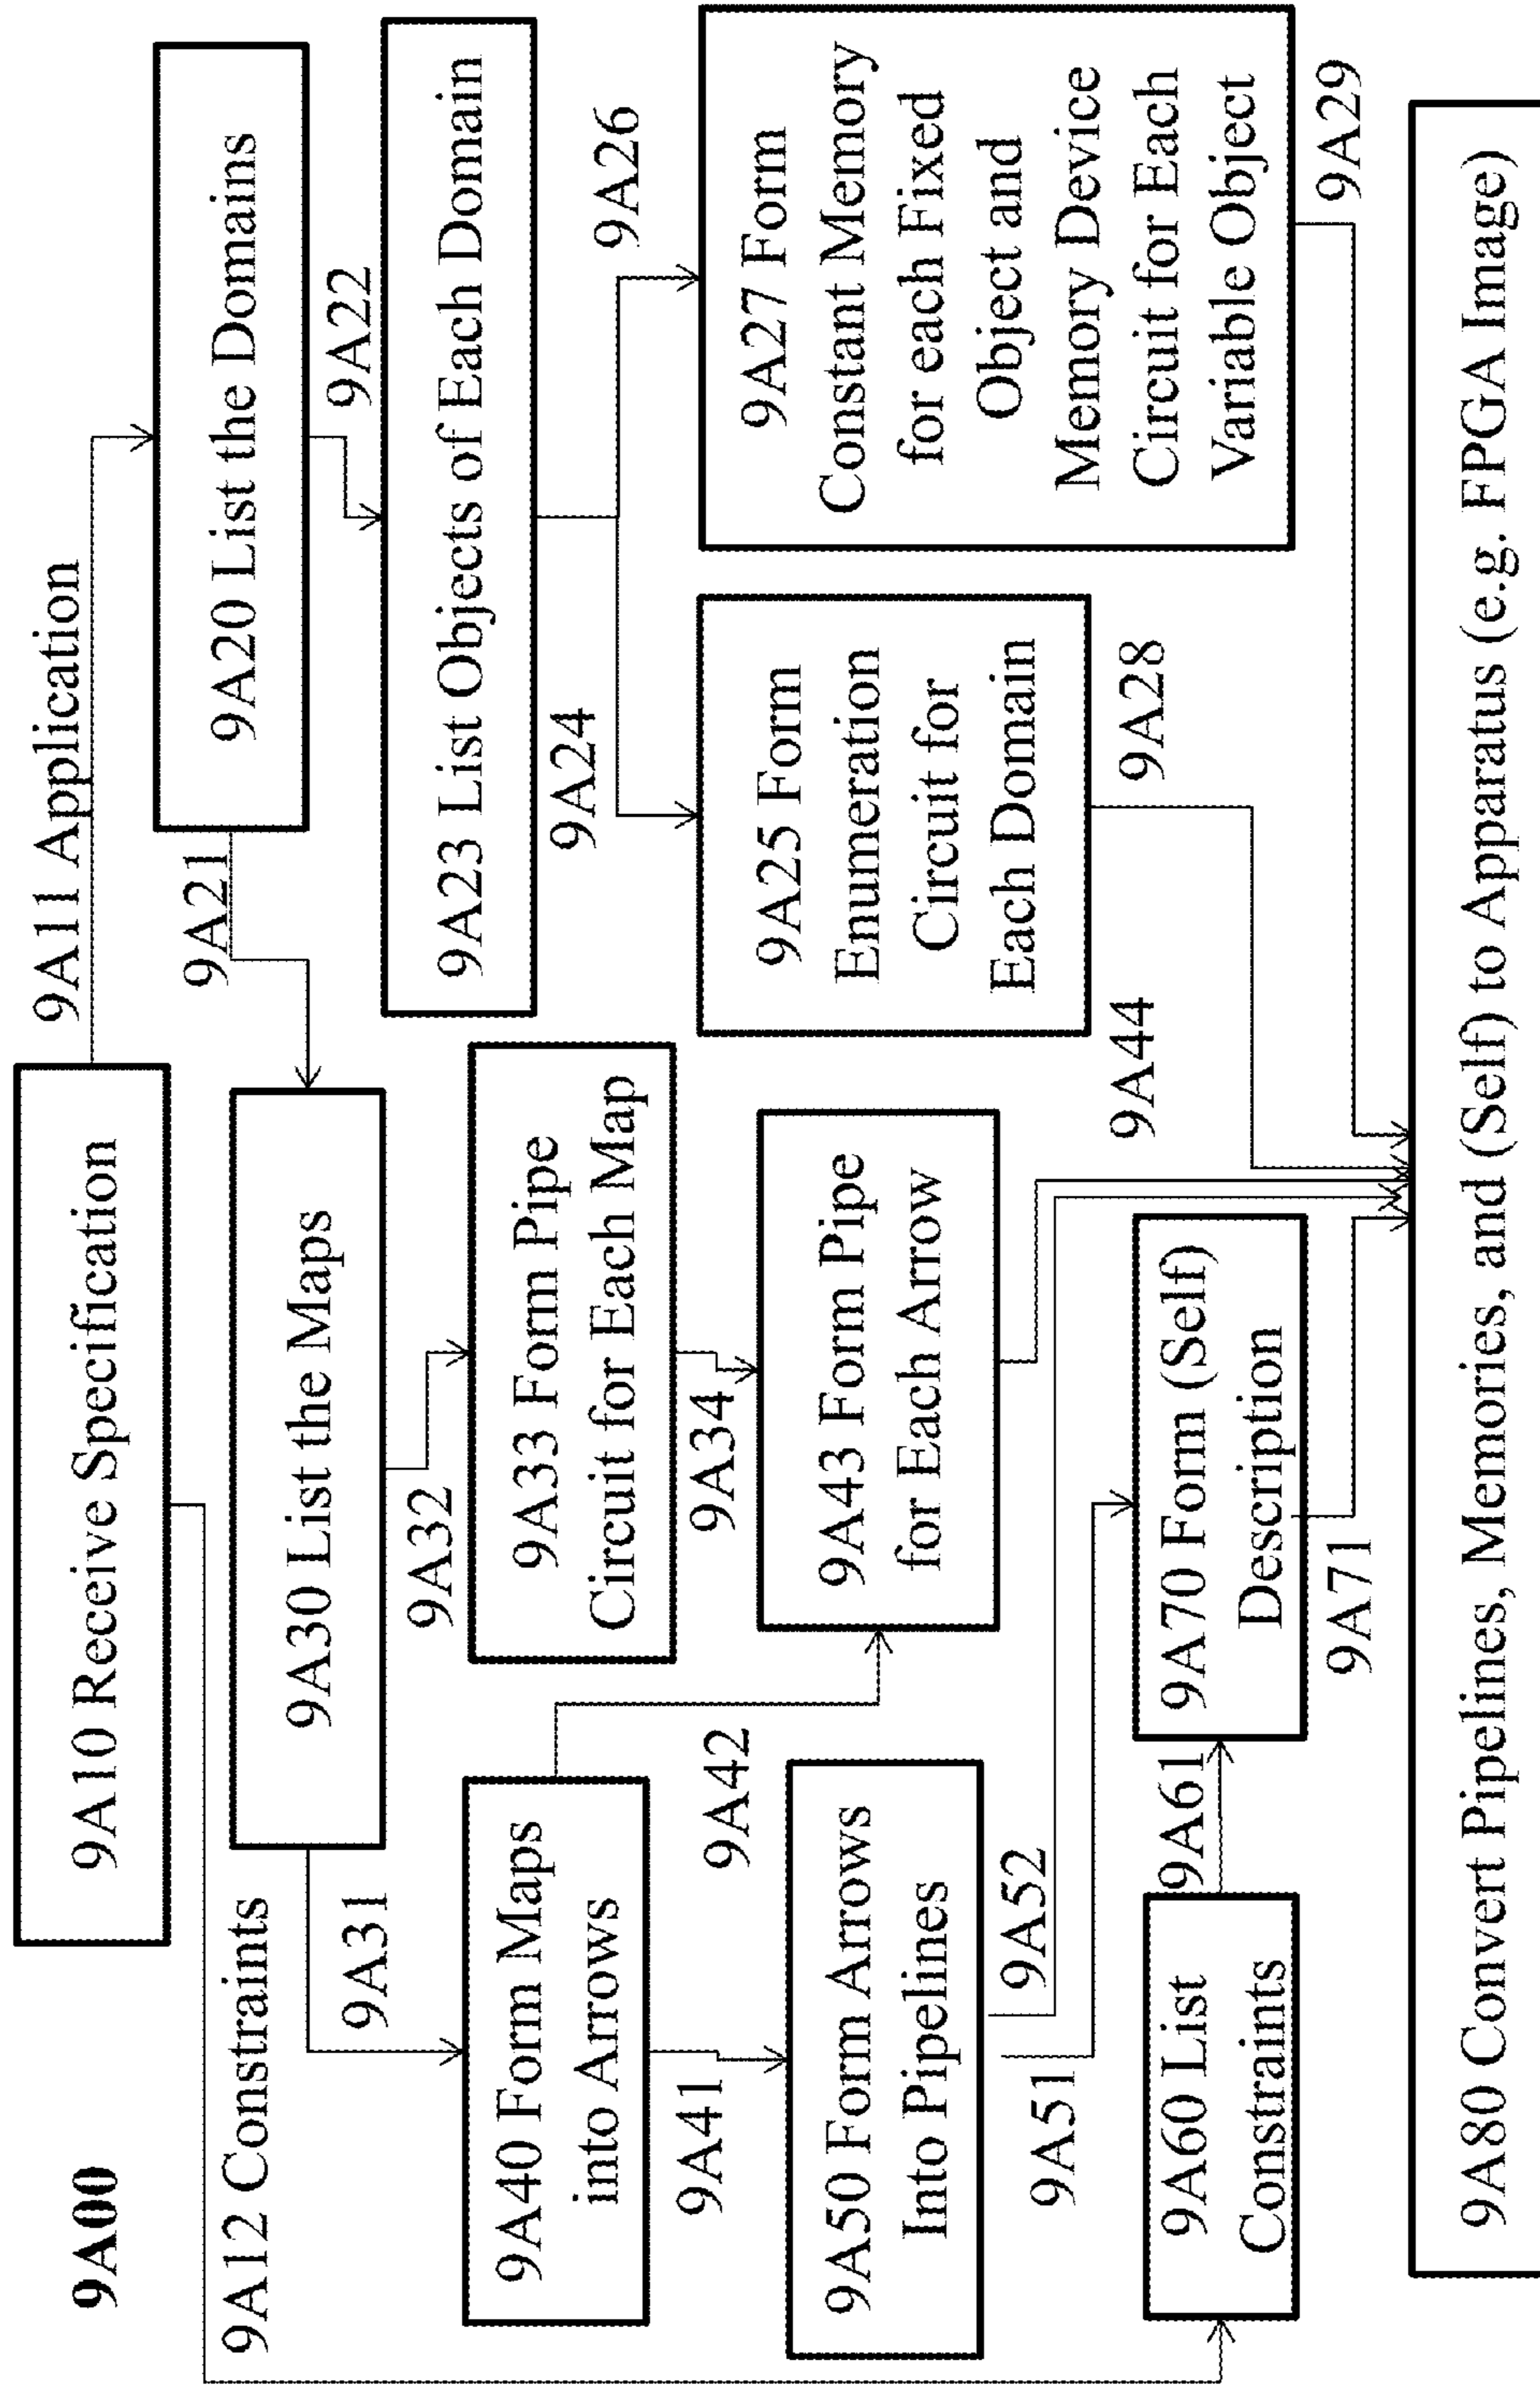 9A00
9A10 Receive Specification
9A11 Application
9A12 Constraints
9A20 List the Domains
9A21
9A22
9A30 List the Maps
9A23 List Objects of Each Domain
9A31
9A32
9A24
9A26
9A40 Form Maps
into Arrows
9A33 Form Pipe
Circuit for Each Map
9A25 Form
Enumeration
Circuit for
Each Domain
9A27 Form
Constant Memory
for each Fixed
Object and
Memory Device
Circuit for Each
Variable Object
9A41
9A42
9A34
9A43 Form Pipe
for Each Arrow
9A50 Form Arrows
Into Pipelines
9A51
9A52
9A44
9A28
9A29
9A60 List
Constraints
9A61
9A70 Form (Self)
Description
9A71
9A80 Convert Pipelines, Memories, and (Self) to Apparatus (e.g. FPGA Image)